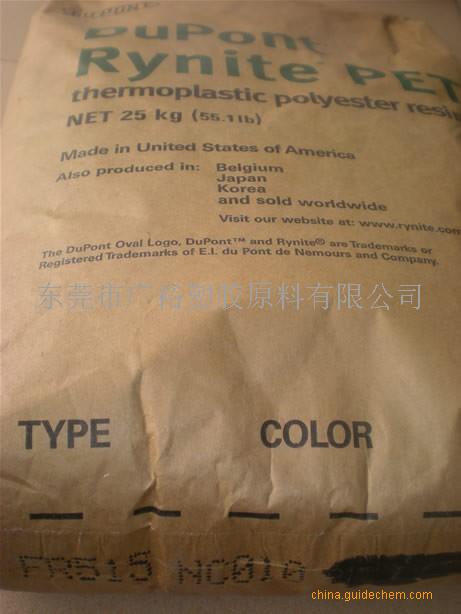 DUPONT
DuPont
Rynite® PET
thermoplastic polyester resin
NET 25 kg (55.1 lb)
Made in United States of America
Also produced in: Belgium
Japan
Korea
and sold worldwide
Visit our website at: www.rynite.com
The DuPont Oval Logo, DuPont™ and Rynite® are Trademarks or
Registered Trademarks of E.I. du Pont de Nemours and Company.
东莞市广裕塑胶原料有限公司
TYPE COLOR
FR515 NC010
china.guidechem.com